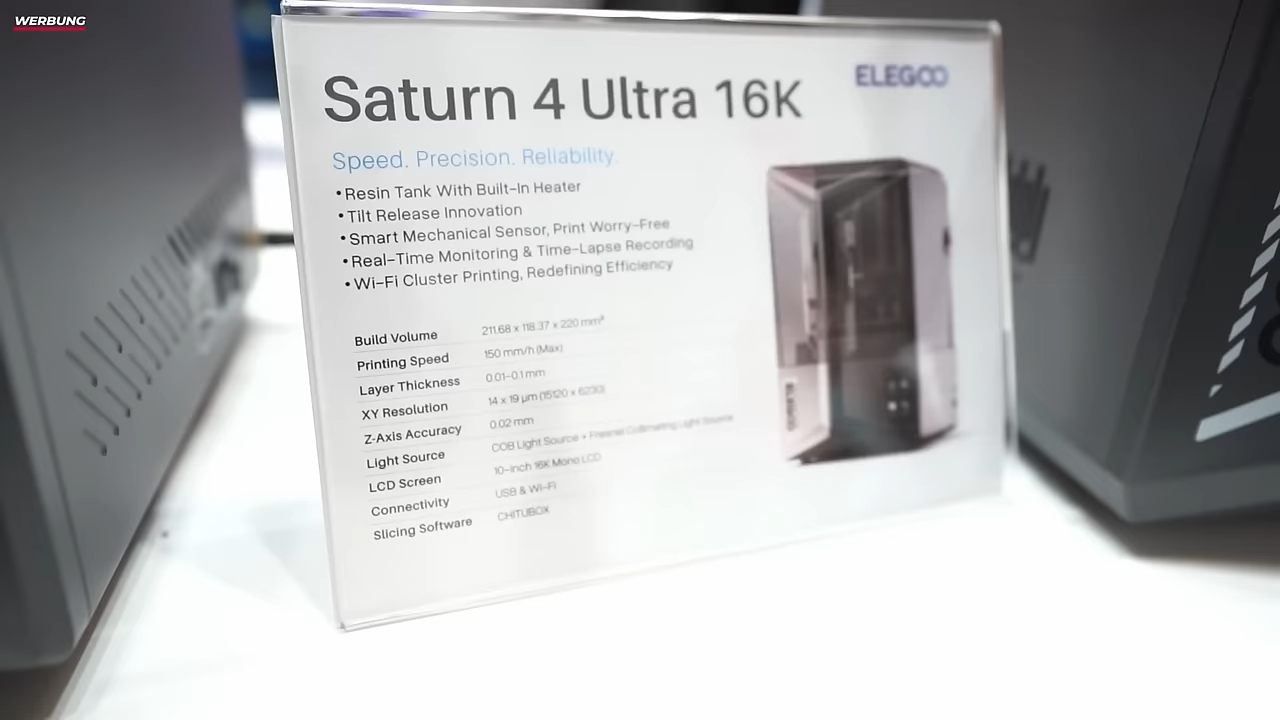 WERBUNG
ELEGOO
Saturn 4 Ultra 16K
Speed. Precision. Reliability.
• Resin Tank With Built-In Heater
• Tilt Release Innovation
• Smart Mechanical Sensor, Print Worry-Free
• Real-Time Monitoring & Time-Lapse Recording
• Wi-Fi Cluster Printing, Redefining Efficiency
Build Volume 211.68 x 118.37 x 220 mm³
Printing Speed 150 mm/h (Max)
Layer Thickness 0.01-0.1 mm
XY Resolution 14 x 19 μm (15120 x 6230)
Z-Axis Accuracy 0.02 mm
Light Source COB Light Source + Fresnel Collimating Light Source
LCD Screen 10-inch 16K Mono LCD
Connectivity USB & Wi-Fi
Slicing Software CHITUBOX
ELEGOO